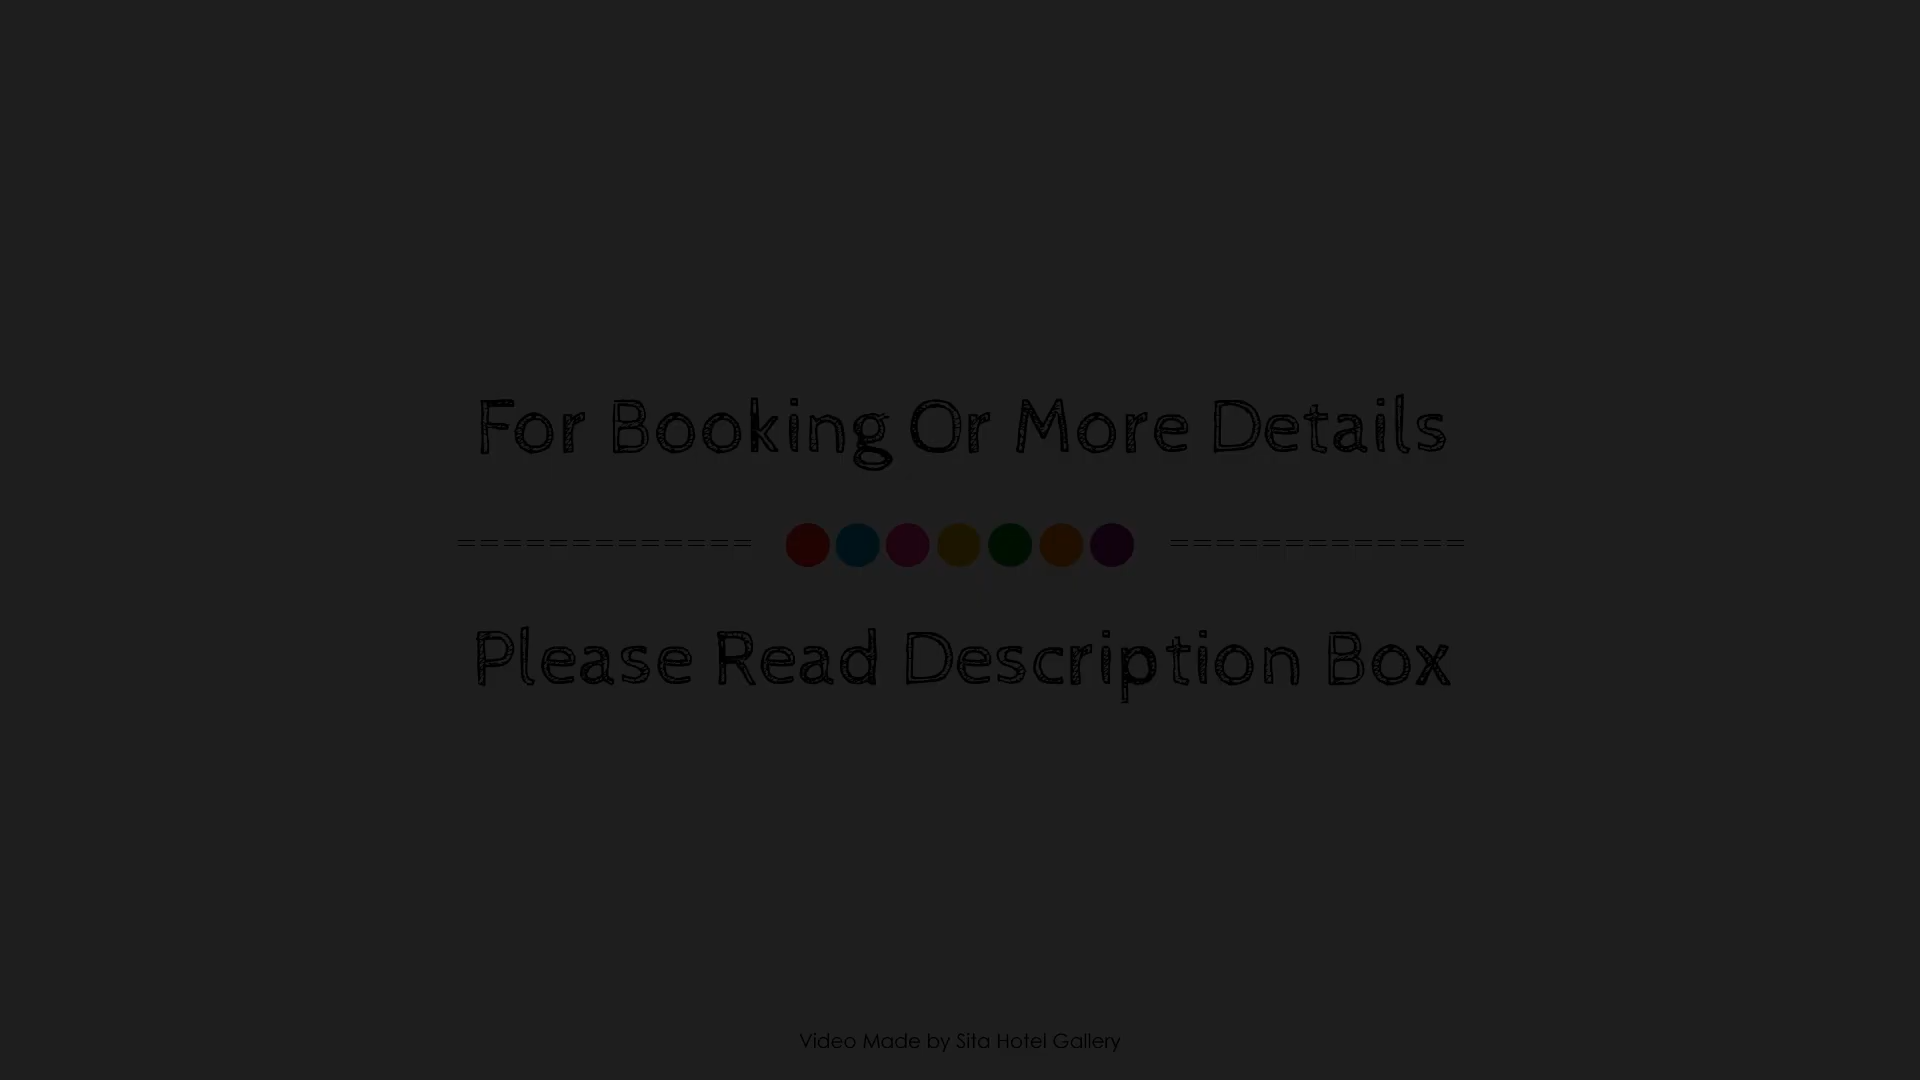 For Booking Or More Details
============= =============
Please Read Description Box
Video Made by Sita Hotel Gallery